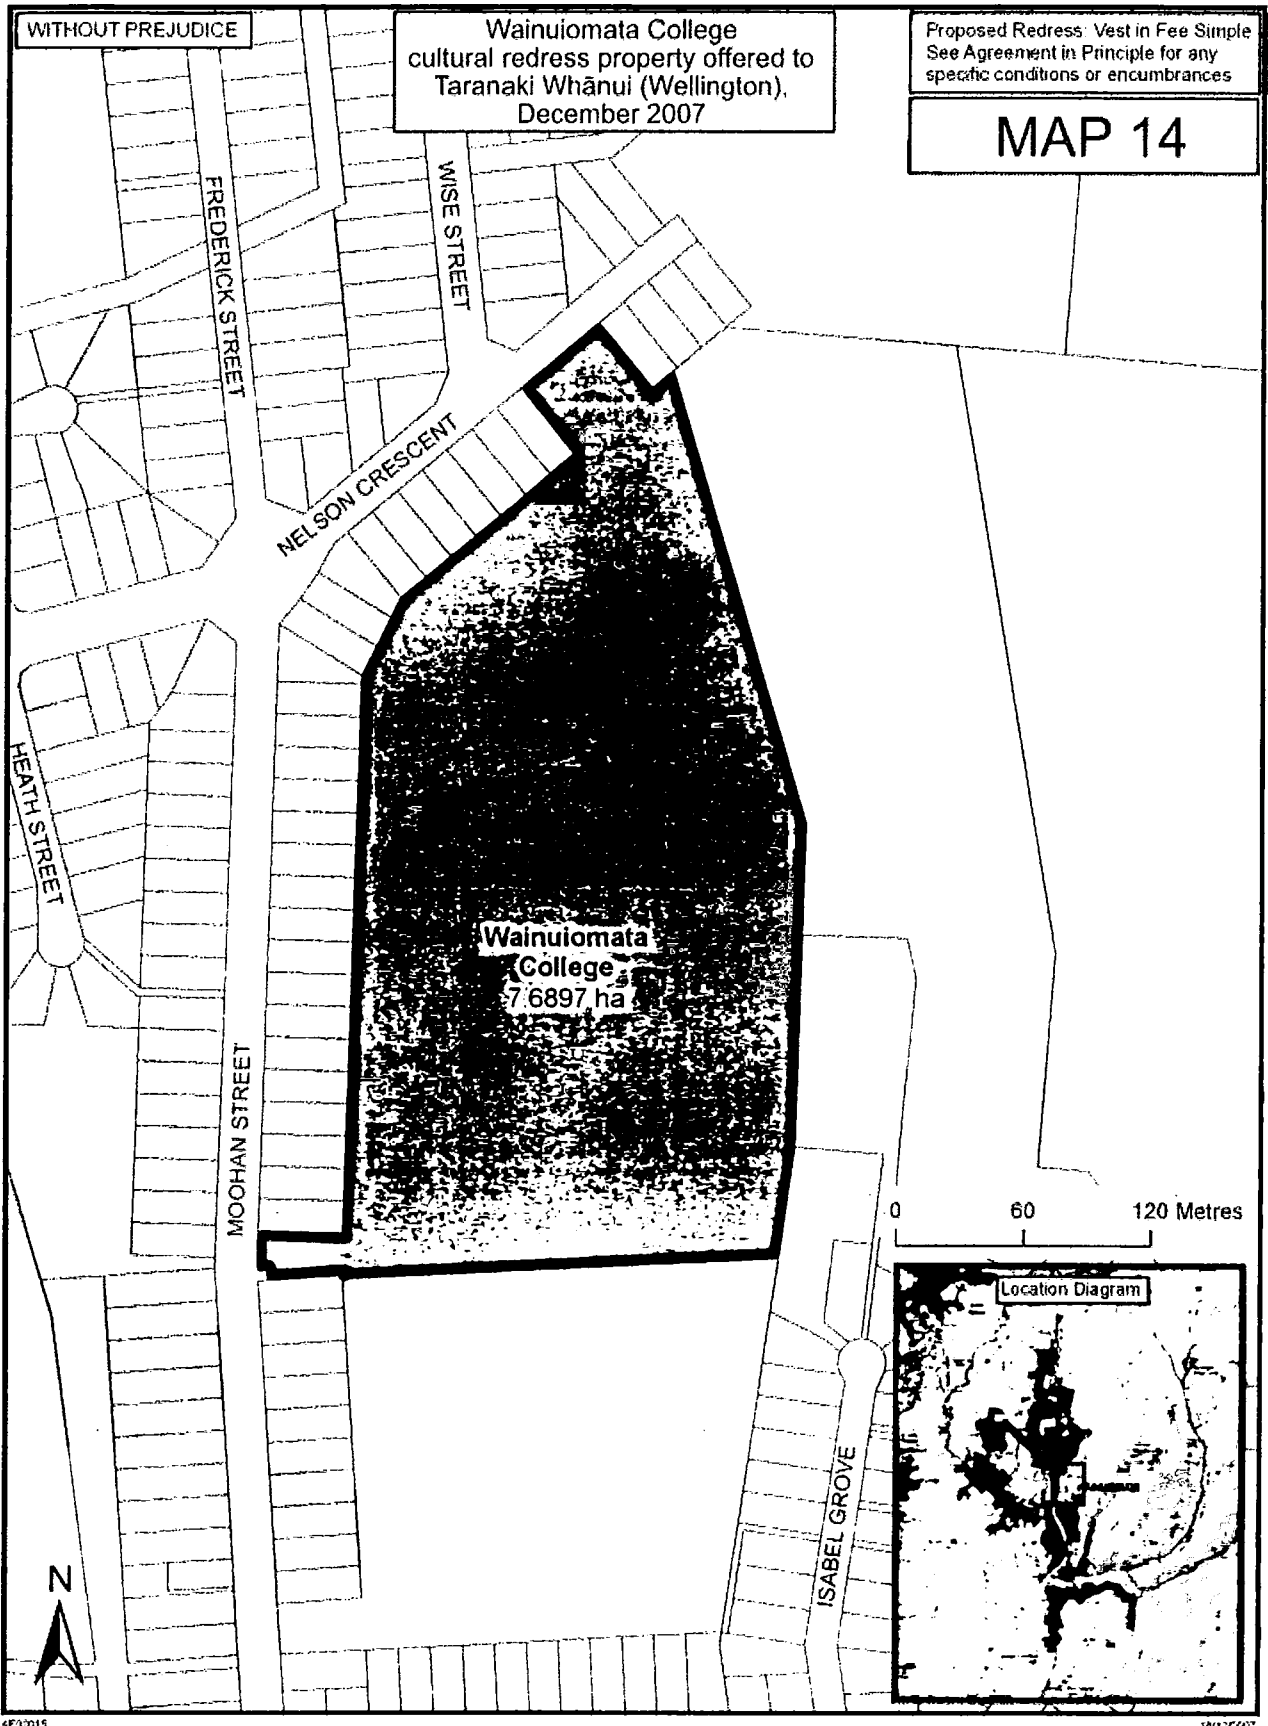 WITHOUT PREJUDICE
Wainuiomata College
cultural redress property offered to
Taranaki Whānui (Wellington),
December 2007
Proposed Redress: Vest in Fee Simple
See Agreement in Principle for any
specific conditions or encumbrances
MAP 14
FREDERICK STREET
WISE STREET
NELSON CRESCENT
HEATH STREET
Wainuiomata
College
7.6897 ha
MOOHAN STREET
0 60 120 Metres
Location Diagram
ISABEL GROVE
N